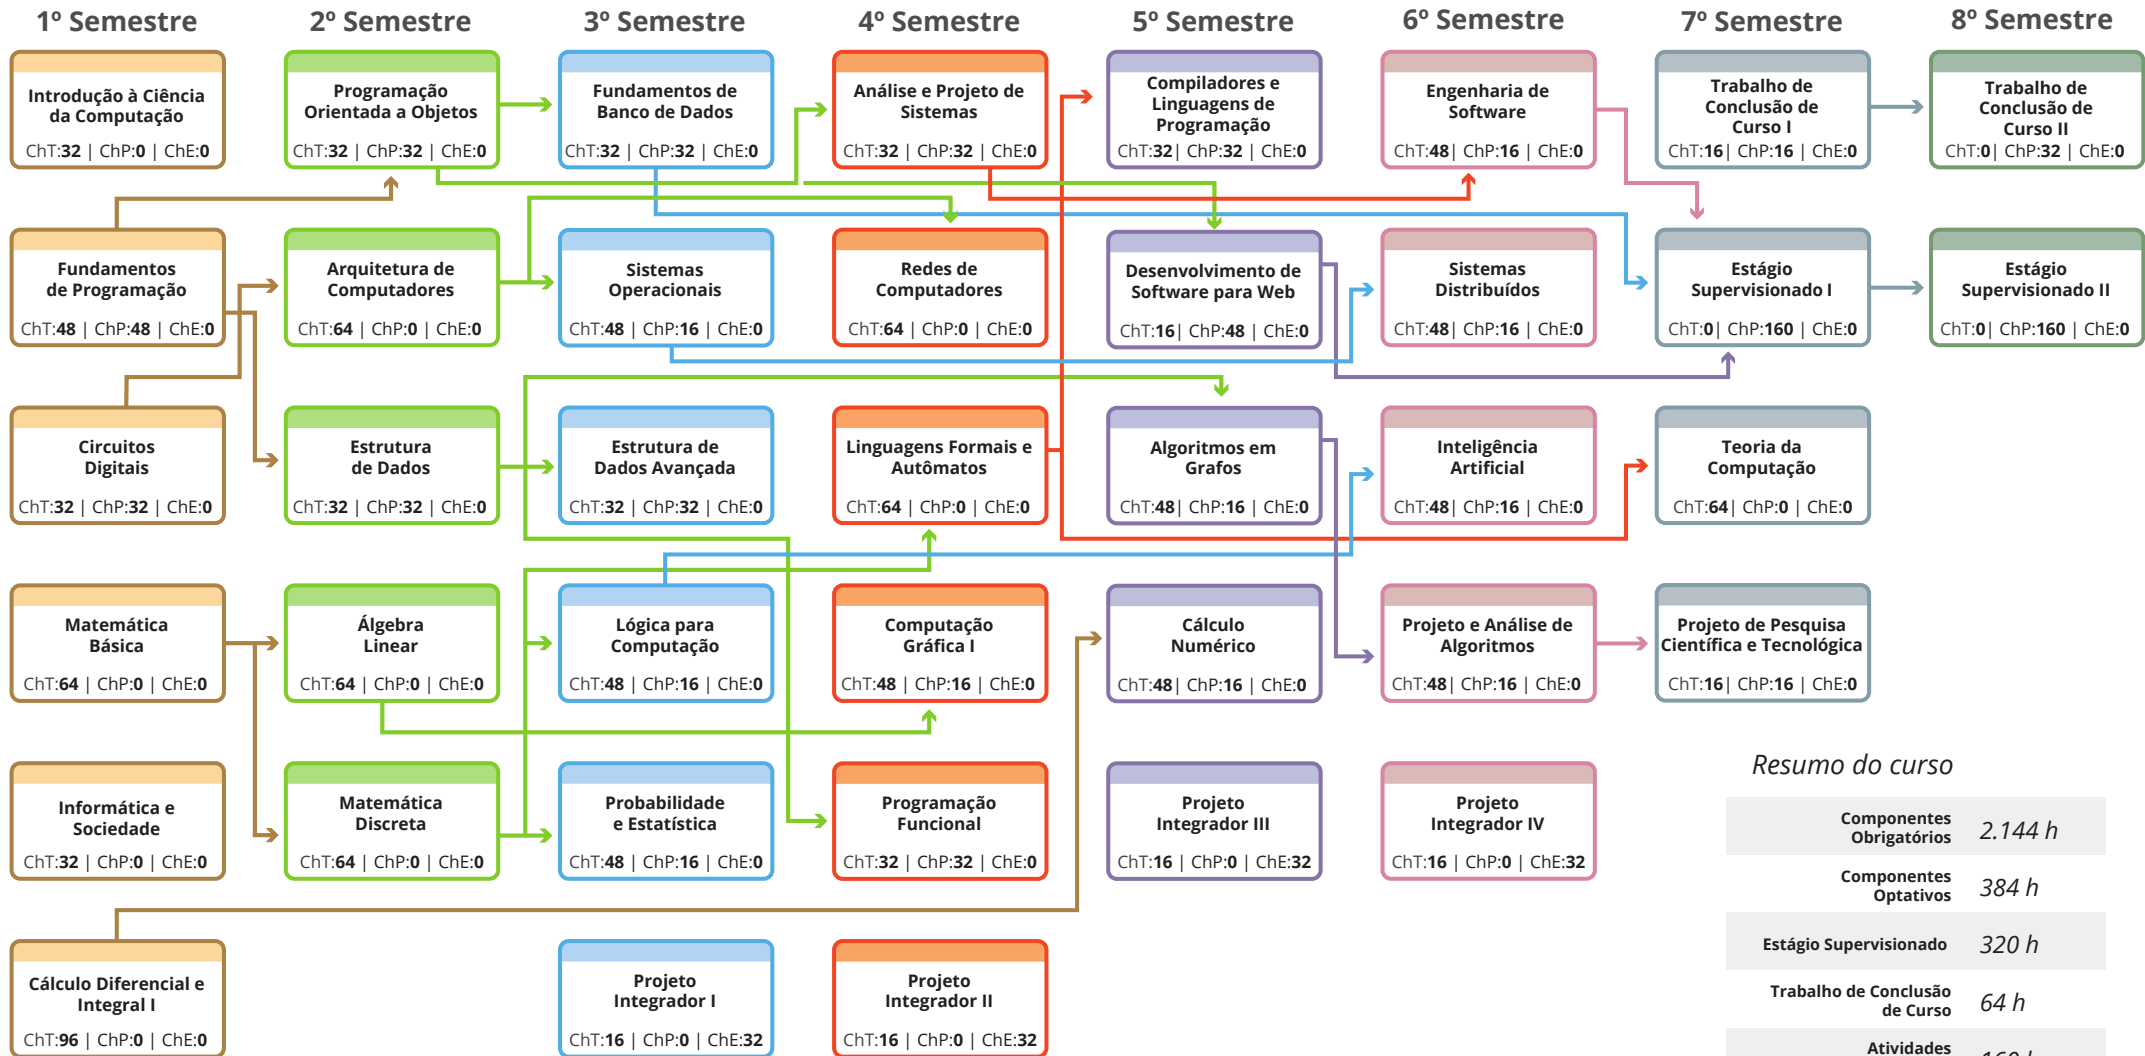 1º Semestre
2º Semestre
3º Semestre
4º Semestre
5º Semestre
6º Semestre
7º Semestre
8º Semestre
Introdução à Ciência
da Computação
ChT:32 | ChP:0 | ChE:0
Programação
Orientada a Objetos
ChT:32 | ChP:32 | ChE:0
Fundamentos de
Banco de Dados
ChT:32 | ChP:32 | ChE:0
Análise e Projeto de
Sistemas
ChT:32 | ChP:32 | ChE:0
Compiladores e
Linguagens de
Programação
ChT:32| ChP:32 | ChE:0
Engenharia de
Software
ChT:48| ChP:16 | ChE:0
Trabalho de
Conclusão de
Curso I
ChT:16| ChP:16 | ChE:0
Trabalho de
Conclusão de
Curso II
ChT:0| ChP:32 | ChE:0
Fundamentos
de Programação
ChT:48 | ChP:48 | ChE:0
Arquitetura de
Computadores
ChT:64 | ChP:0 | ChE:0
Sistemas
Operacionais
ChT:48 | ChP:16 | ChE:0
Redes de
Computadores
ChT:64 | ChP:0 | ChE:0
Desenvolvimento de
Software para Web
ChT:16| ChP:48 | ChE:0
Sistemas
Distribuídos
ChT:48| ChP:16 | ChE:0
Estágio
Supervisionado I
ChT:0| ChP:160 | ChE:0
Estágio
Supervisionado II
ChT:0| ChP:160 | ChE:0
Circuitos
Digitais
ChT:32 | ChP:32 | ChE:0
Estrutura
de Dados
ChT:32 | ChP:32 | ChE:0
Estrutura de
Dados Avançada
ChT:32 | ChP:32 | ChE:0
Linguagens Formais e
Autômatos
ChT:64 | ChP:0 | ChE:0
Algoritmos em
Grafos
ChT:48| ChP:16 | ChE:0
Inteligência
Artificial
ChT:48| ChP:16 | ChE:0
Teoria da
Computação
ChT:64| ChP:0 | ChE:0
Matemática
Básica
ChT:64 | ChP:0 | ChE:0
Álgebra
Linear
ChT:64 | ChP:0 | ChE:0
Lógica para
Computação
ChT:48 | ChP:16 | ChE:0
Computação
Gráfica I
ChT:48 | ChP:16 | ChE:0
Cálculo
Numérico
ChT:48| ChP:16 | ChE:0
Projeto e Análise de
Algoritmos
ChT:48| ChP:16 | ChE:0
Projeto de Pesquisa
Científica e Tecnológica
ChT:16| ChP:16 | ChE:0
Informática e
Sociedade
ChT:32 | ChP:0 | ChE:0
Matemática
Discreta
ChT:64 | ChP:0 | ChE:0
Probabilidade
e Estatística
ChT:48 | ChP:16 | ChE:0
Programação
Funcional
ChT:32 | ChP:32 | ChE:0
Projeto
Integrador III
ChT:16 | ChP:0 | ChE:32
Projeto
Integrador IV
ChT:16 | ChP:0 | ChE:32
Cálculo Diferencial e
Integral I
ChT:96 | ChP:0 | ChE:0
Projeto
Integrador I
ChT:16 | ChP:0 | ChE:32
Projeto
Integrador II
ChT:16 | ChP:0 | ChE:32
Resumo do curso
Componentes
Obrigatórios
2.144 h
Componentes
Optativos
384 h
Estágio Supervisionado 320 h
Trabalho de Conclusão
de Curso
64 h
Atividades